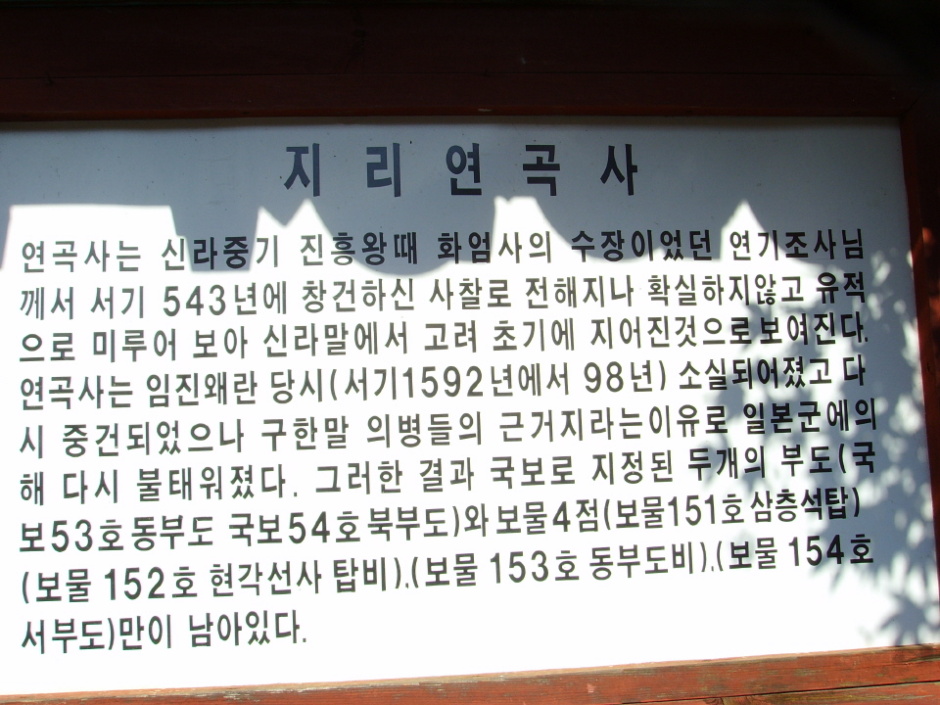 지 리 연 곡 사
연곡사는 신라중기 진흥왕때 화엄사의 수장이었던 연기조사님
께서 서기 543년에 창건하신 사찰로 전해지나 확실하지않고 유적
으로 미루어 보아 신라말에서 고려 초기에 지어진것으로보여진다.
연곡사는 임진왜란 당시(서기1592년에서 98년) 소실되어졌고 다
시 중건되었으나 구한말 의병들의 근거지라는이유로 일본군에의
해 다시 불태워졌다. 그러한 결과 국보로 지정된 두개의 부도(국
보53호동부도 국보54호북부도)와 보물4점(보물151호삼층석탑)
(보물 152호 현각선사 탑비).(보물 153호 동부도비).(보물 154호
서부도)만이 남아있다.